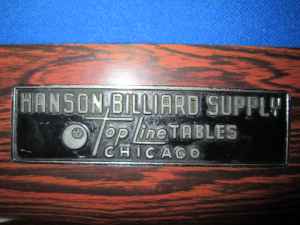 HANSON BILLIARD SUPPLY
Top Line TABLES
CHICAGO